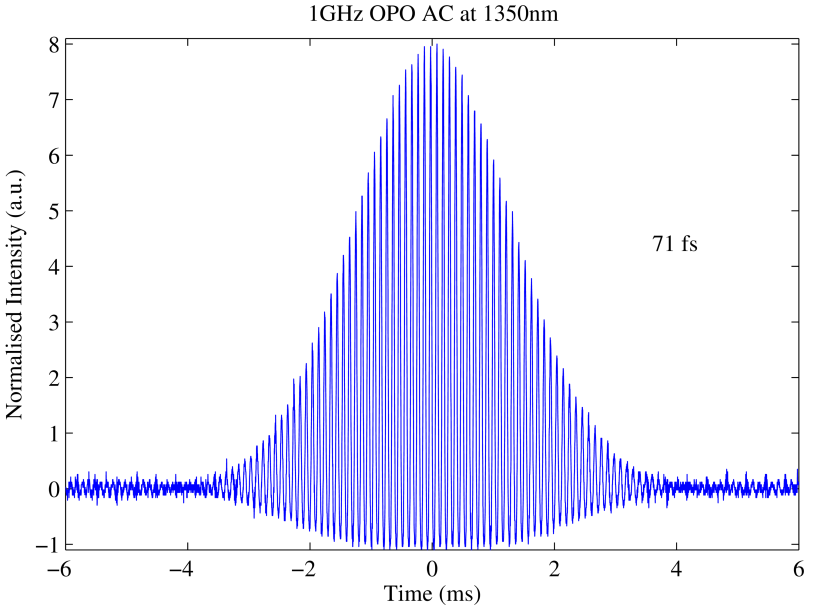 1GHz OPO AC at 1350nm
Normalised Intensity (a.u.)
8
7
6
5
4
3
2
1
0
−1
71 fs
−6 −4 −2 0 2 4 6
Time (ms)